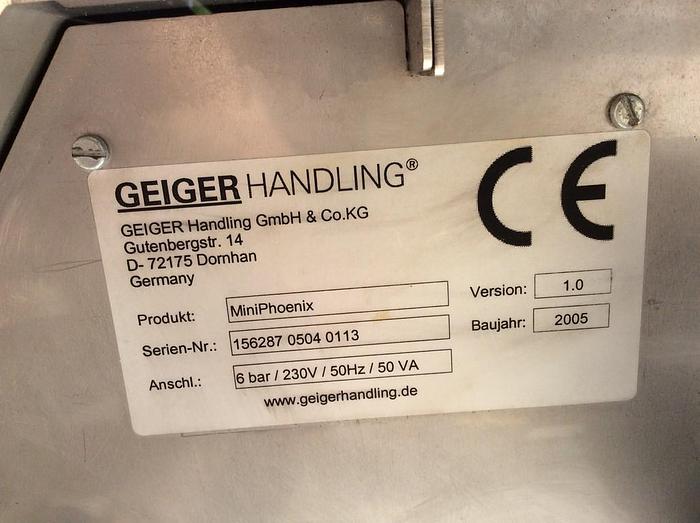 GEIGER HANDLING®
CE
GEIGER Handling GmbH & Co.KG
Gutenbergstr. 14
D- 72175 Dornhan
Germany
Produkt: MiniPhoenix
Version: 1.0
Serien-Nr.: 156287 0504 0113
Baujahr: 2005
Anschl.: 6 bar / 230V / 50Hz / 50 VA
www.geigerhandling.de